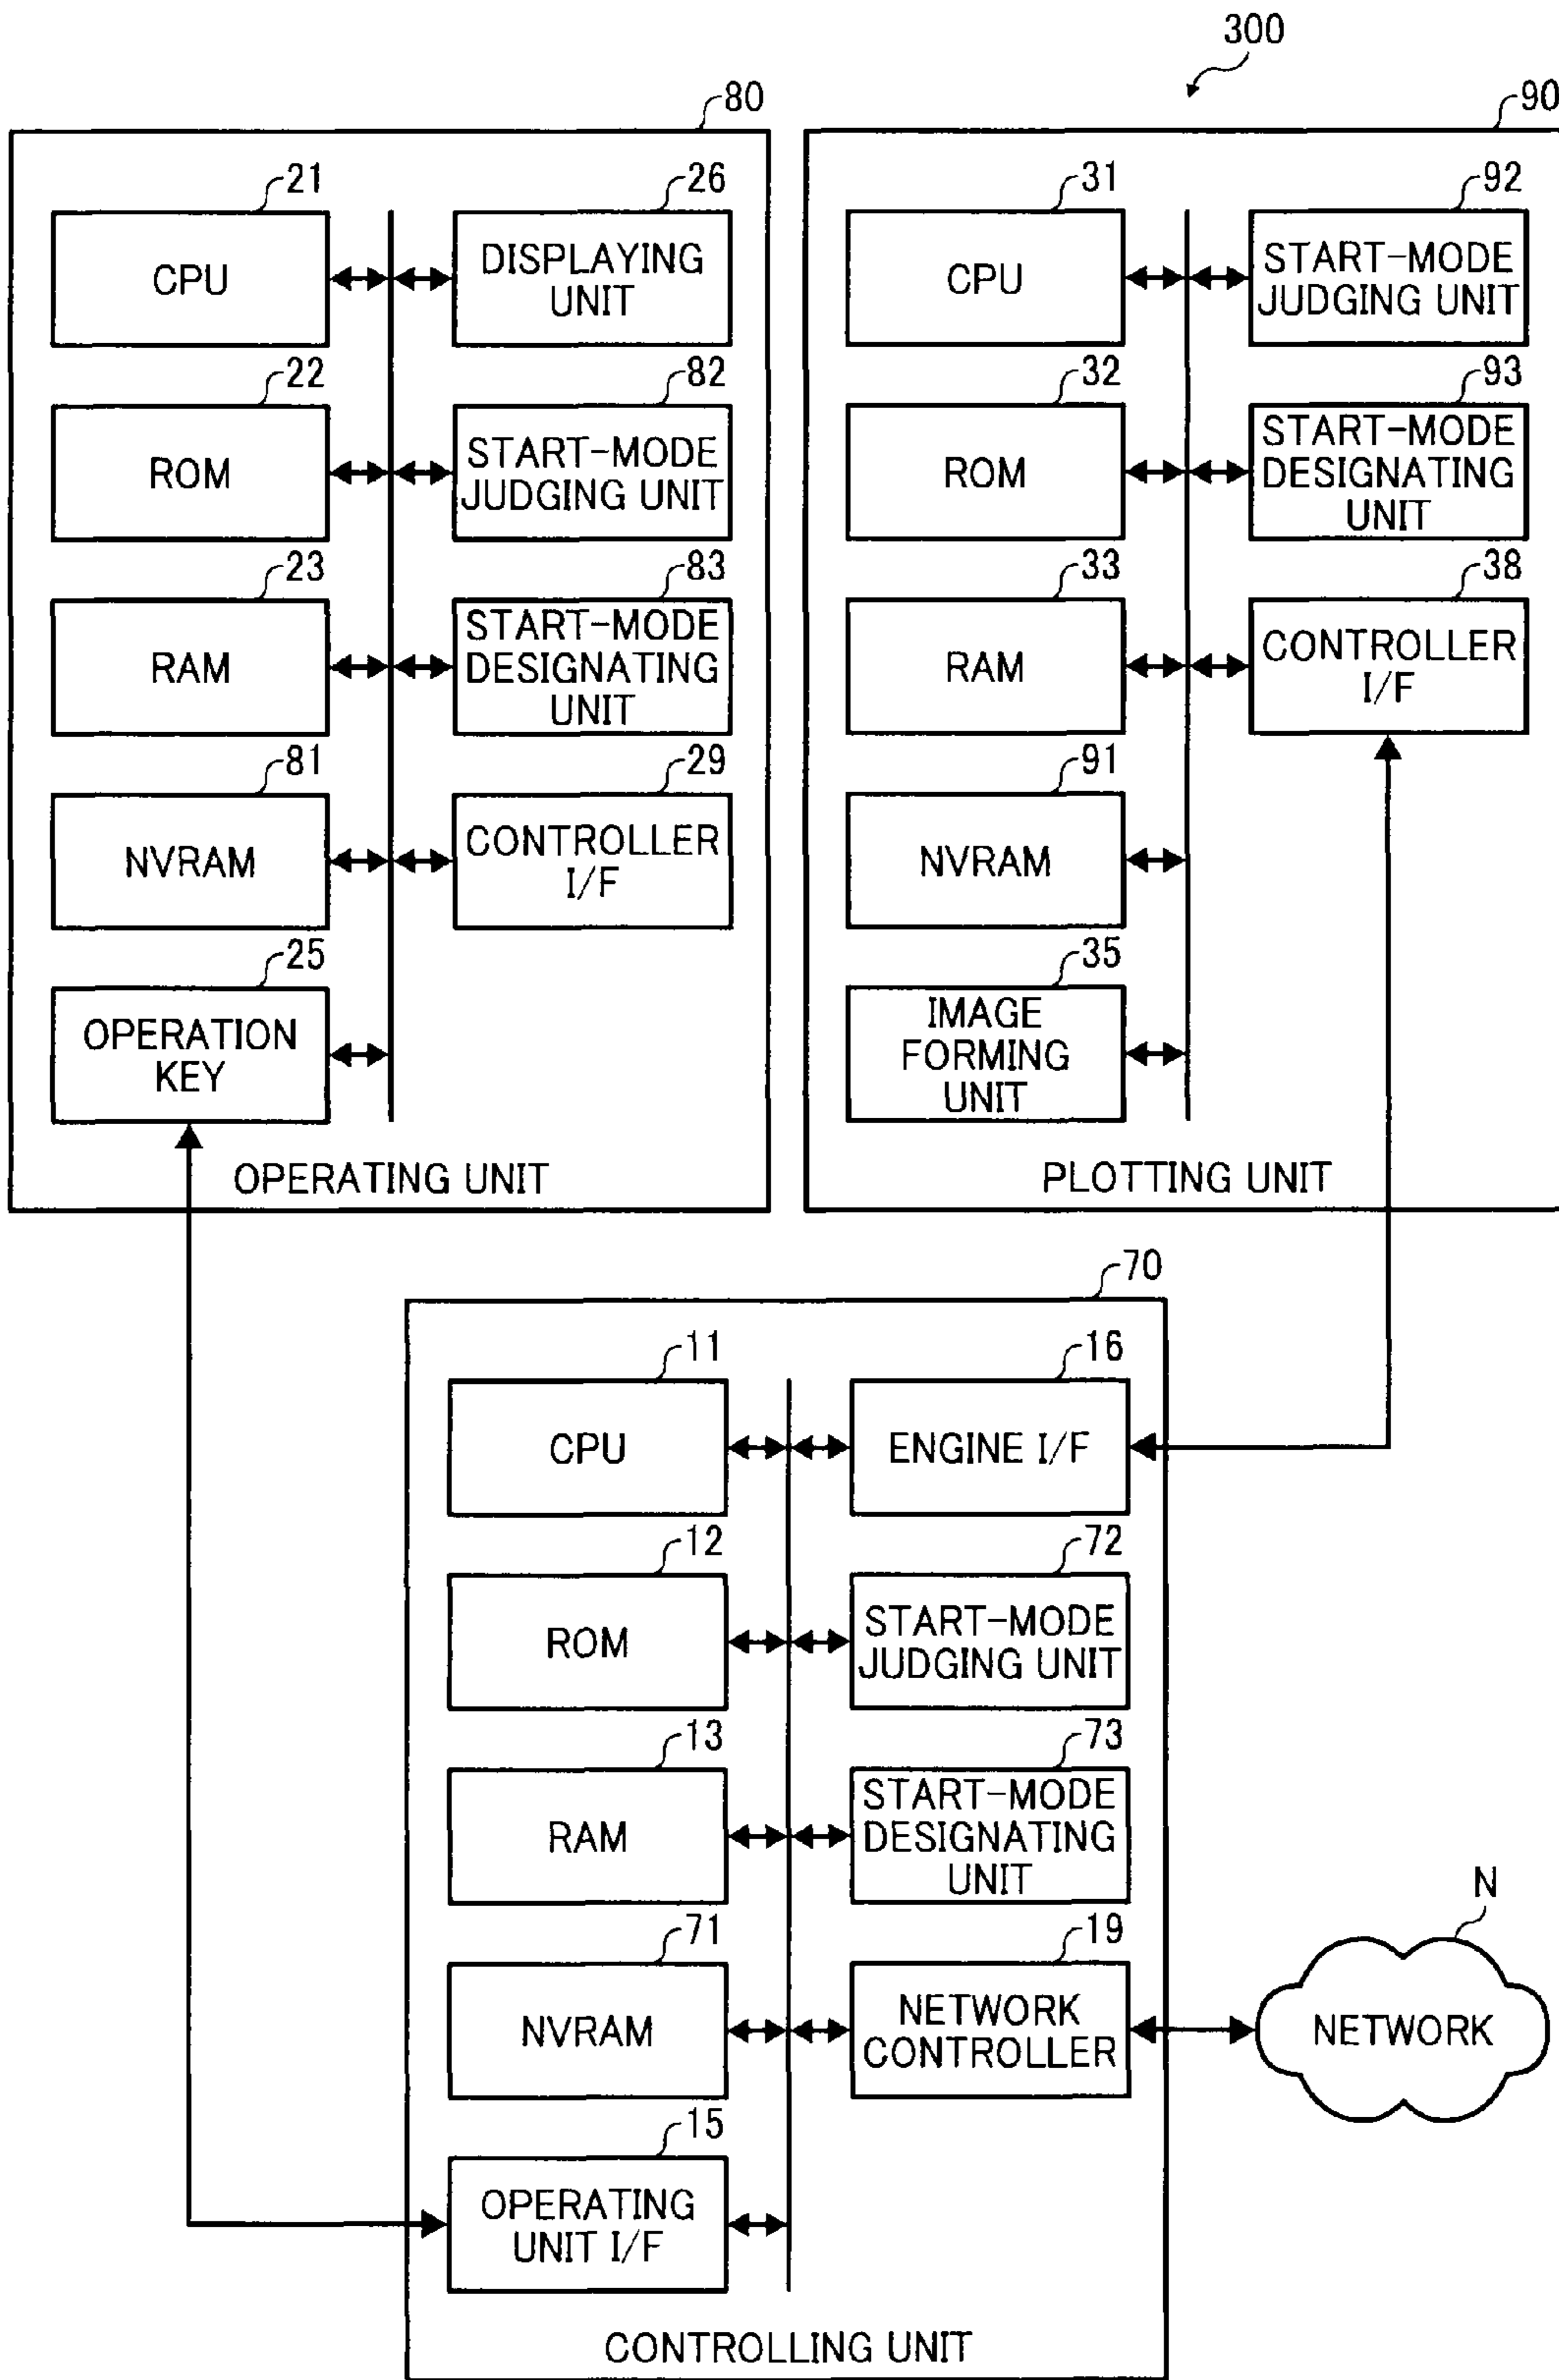 300
80
21
CPU
26
DISPLAYING
UNIT
22
ROM
82
START-MODE
JUDGING UNIT
23
RAM
83
START-MODE
DESIGNATING
UNIT
81
NVRAM
29
CONTROLLER
I/F
25
OPERATION
KEY
OPERATING UNIT
90
31
CPU
92
START-MODE
JUDGING UNIT
32
ROM
93
START-MODE
DESIGNATING
UNIT
33
RAM
38
CONTROLLER
I/F
91
NVRAM
35
IMAGE
FORMING
UNIT
PLOTTING UNIT
70
11
CPU
16
ENGINE I/F
12
ROM
72
START-MODE
JUDGING UNIT
13
RAM
73
START-MODE
DESIGNATING
UNIT
71
NVRAM
19
NETWORK
CONTROLLER
N
NETWORK
15
OPERATING
UNIT I/F
CONTROLLING UNIT